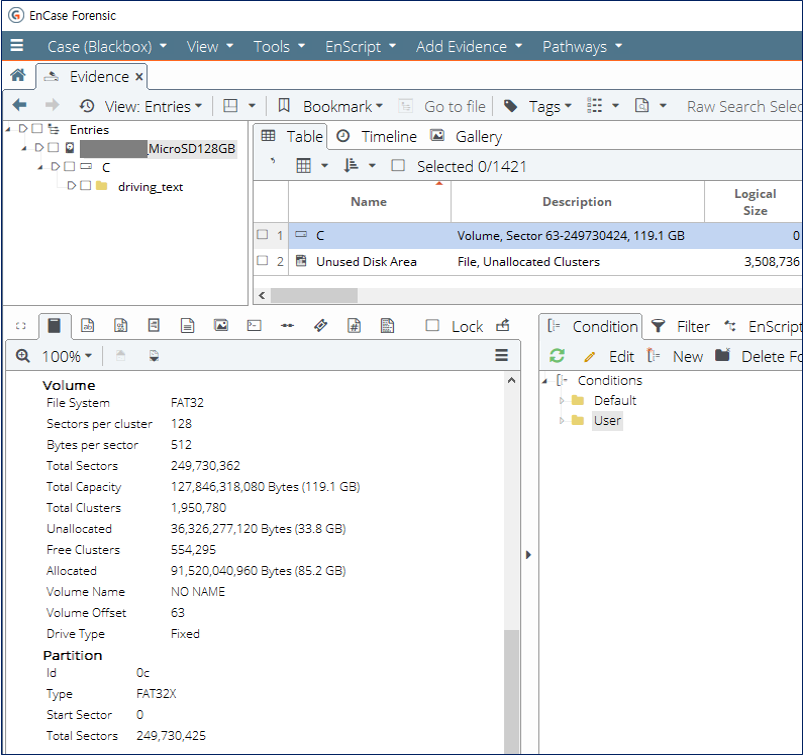 EnCase Forensic
Case (Blackbox) View Tools EnScript Add Evidence Pathways
Evidence x
View: Entries Bookmark Go to file Tags Raw Search Selec
Entries
_MicroSD128GB
C
driving_text
Table Timeline Gallery
Selected 0/1421
Name Description Logical Size
1 C Volume, Sector 63-249730424, 119.1 GB 0
2 Unused Disk Area File, Unallocated Clusters 3,508,736
Lock
100%
Volume
File System FAT32
Sectors per cluster 128
Bytes per sector 512
Total Sectors 249,730,362
Total Capacity 127,846,318,080 Bytes (119.1 GB)
Total Clusters 1,950,780
Unallocated 36,326,277,120 Bytes (33.8 GB)
Free Clusters 554,295
Allocated 91,520,040,960 Bytes (85.2 GB)
Volume Name NO NAME
Volume Offset 63
Drive Type Fixed
Partition
Id 0c
Type FAT32X
Start Sector 0
Total Sectors 249,730,425
Condition Filter EnScript
Edit New Delete Fo
Conditions
Default
User